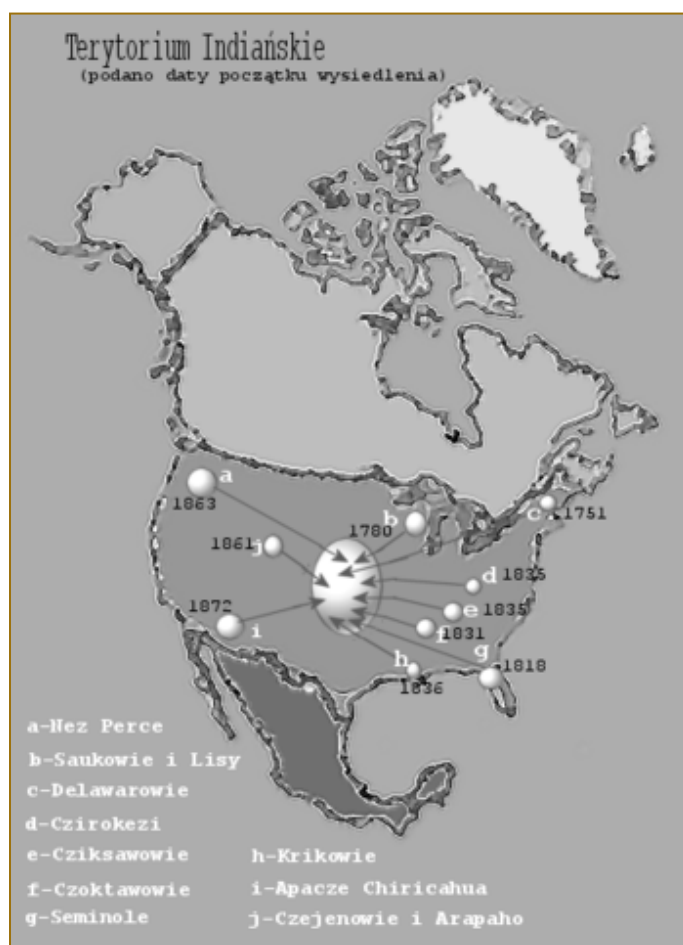 Terytorium Indiańskie
(podano daty początku wysiedlenia)
a
1863
b
1780
c
1751
1861
j
d
1835
e
1835
1872
i
f
1831
g
1818
h
1836
a-Nez Perce
b-Saukowie i Lisy
c-Delawarowie
d-Czirokezi
e-Cziksawowie
f-Czoktawowie
g-Seminole
h-Krikowie
i-Apacze Chiricahua
j-Czejenowie i Arapaho